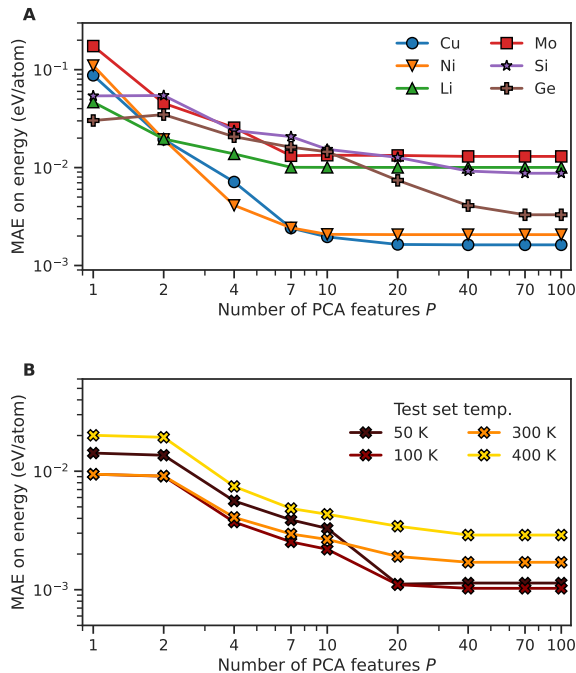 A
MAE on energy (eV/atom)
10⁻¹
10⁻²
10⁻³
Cu
Ni
Li
Mo
Si
Ge
1 2 4 7 10 20 40 70 100
Number of PCA features P
B
MAE on energy (eV/atom)
10⁻²
10⁻³
Test set temp.
50 K
100 K
300 K
400 K
1 2 4 7 10 20 40 70 100
Number of PCA features P